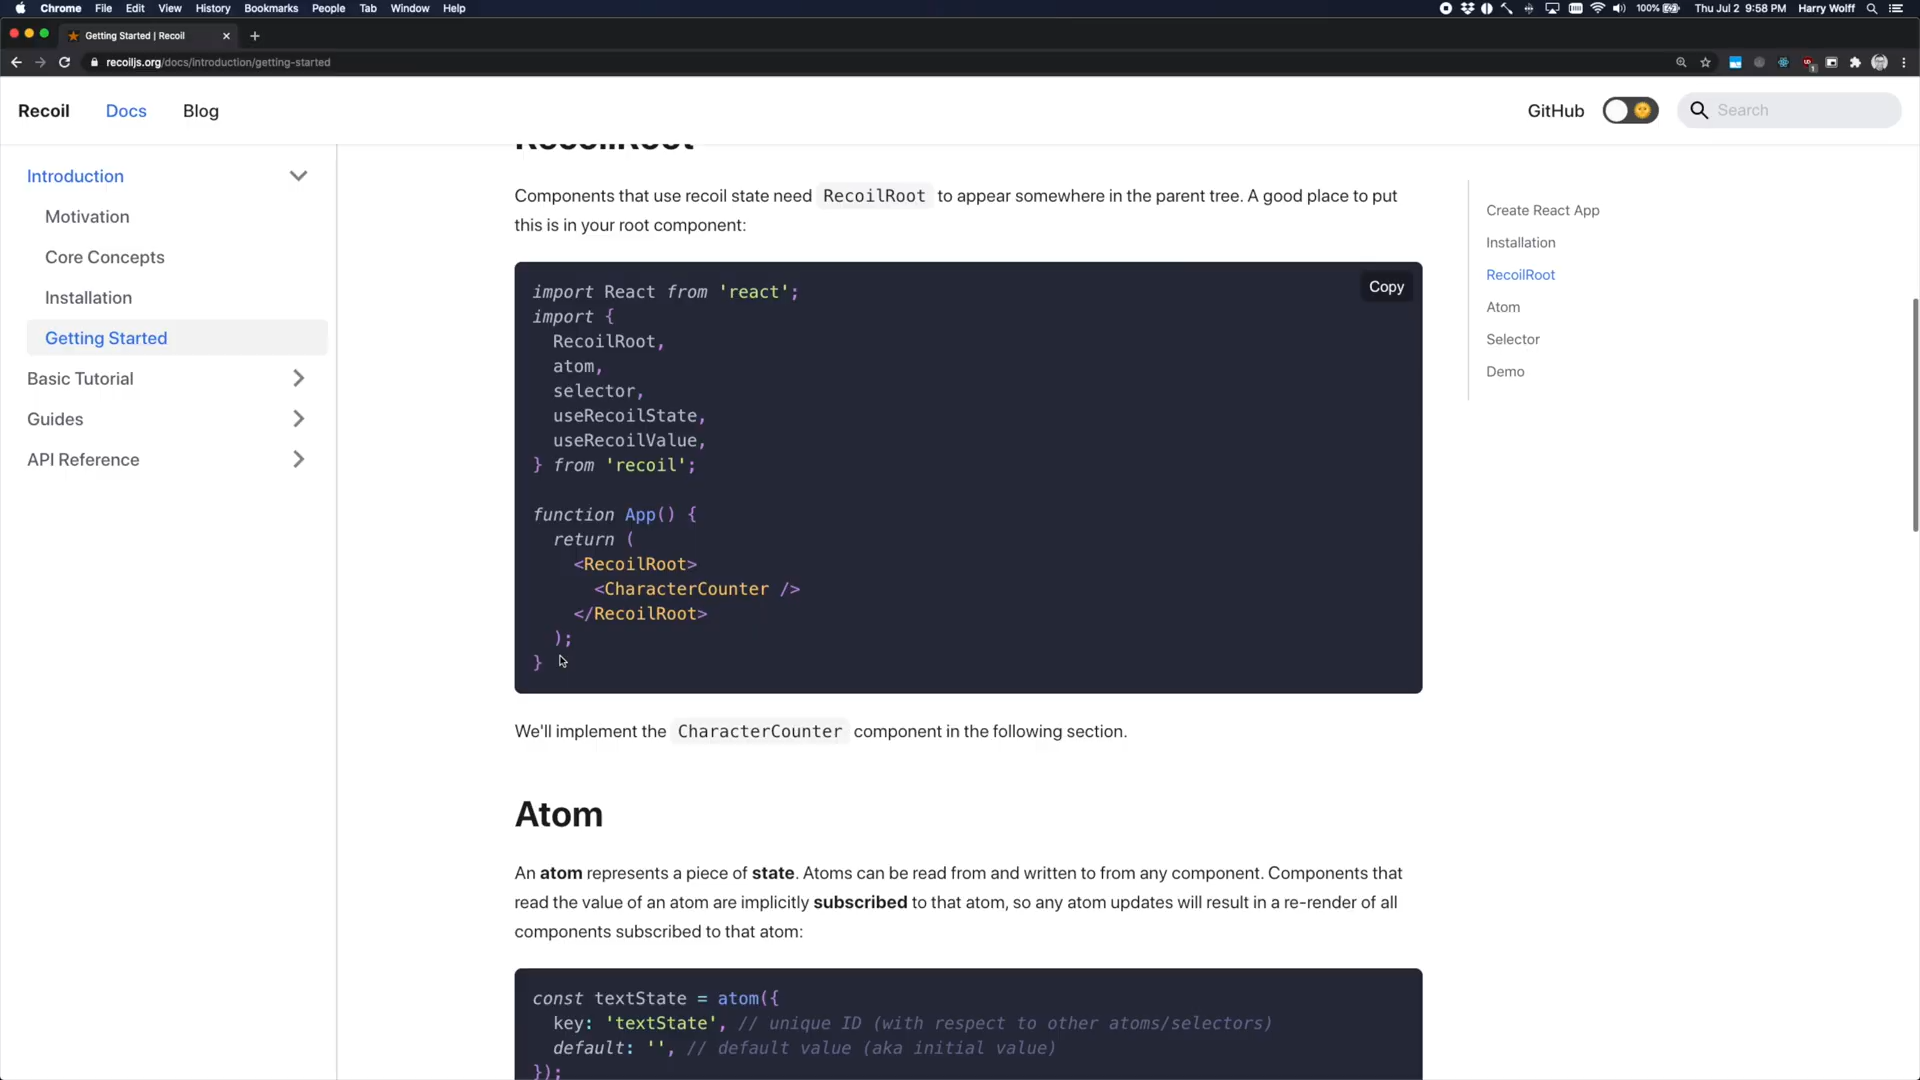 Chrome File Edit View History Bookmarks People Tab Window Help 100% Thu Jul 2 9:58 PM Harry Wolff
Getting Started | Recoil
recoiljs.org/docs/introduction/getting-started
Recoil Docs Blog GitHub Search
Introduction
Motivation
Core Concepts
Installation
Getting Started
Basic Tutorial
Guides
API Reference
RecoilRoot
Components that use recoil state need RecoilRoot to appear somewhere in the parent tree. A good place to put
this is in your root component:
Copy
import React from 'react';
import {
  RecoilRoot,
  atom,
  selector,
  useRecoilState,
  useRecoilValue,
} from 'recoil';
function App() {
  return (
    <RecoilRoot>
      <CharacterCounter />
    </RecoilRoot>
  );
}
We'll implement the CharacterCounter component in the following section.
Atom
An atom represents a piece of state. Atoms can be read from and written to from any component. Components that
read the value of an atom are implicitly subscribed to that atom, so any atom updates will result in a re-render of all
components subscribed to that atom:
const textState = atom({
  key: 'textState', // unique ID (with respect to other atoms/selectors)
  default: '', // default value (aka initial value)
});
Create React App
Installation
RecoilRoot
Atom
Selector
Demo